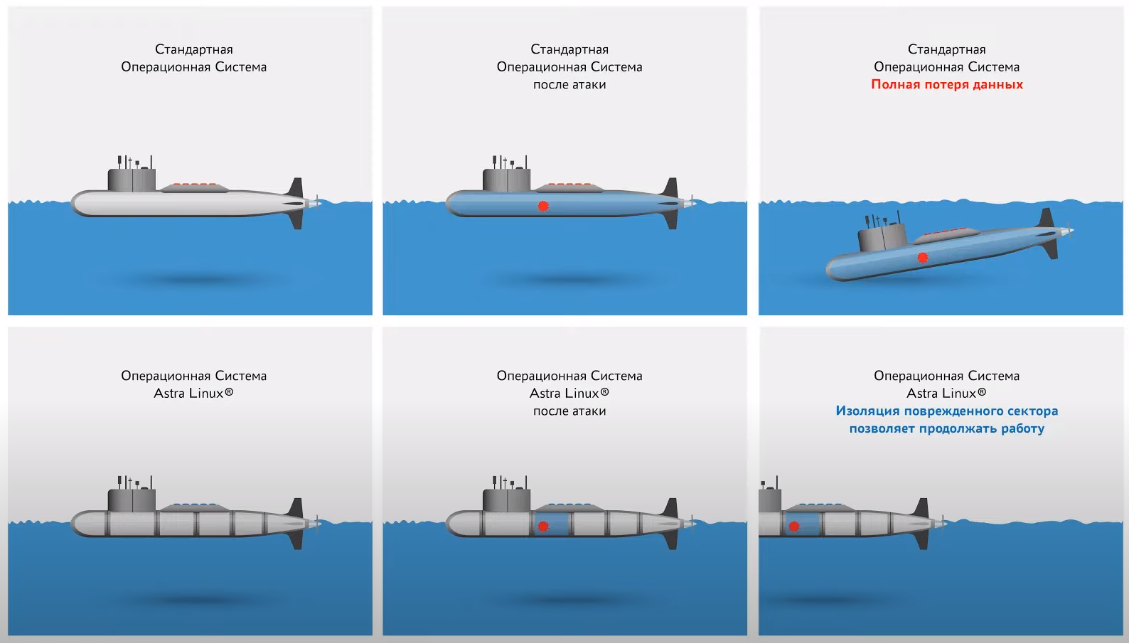 Стандартная
Операционная Система
Стандартная
Операционная Система
после атаки
Стандартная
Операционная Система
Полная потеря данных
Операционная Система
Astra Linux®
Операционная Система
Astra Linux®
после атаки
Операционная Система
Astra Linux®
Изоляция поврежденного сектора
позволяет продолжать работу